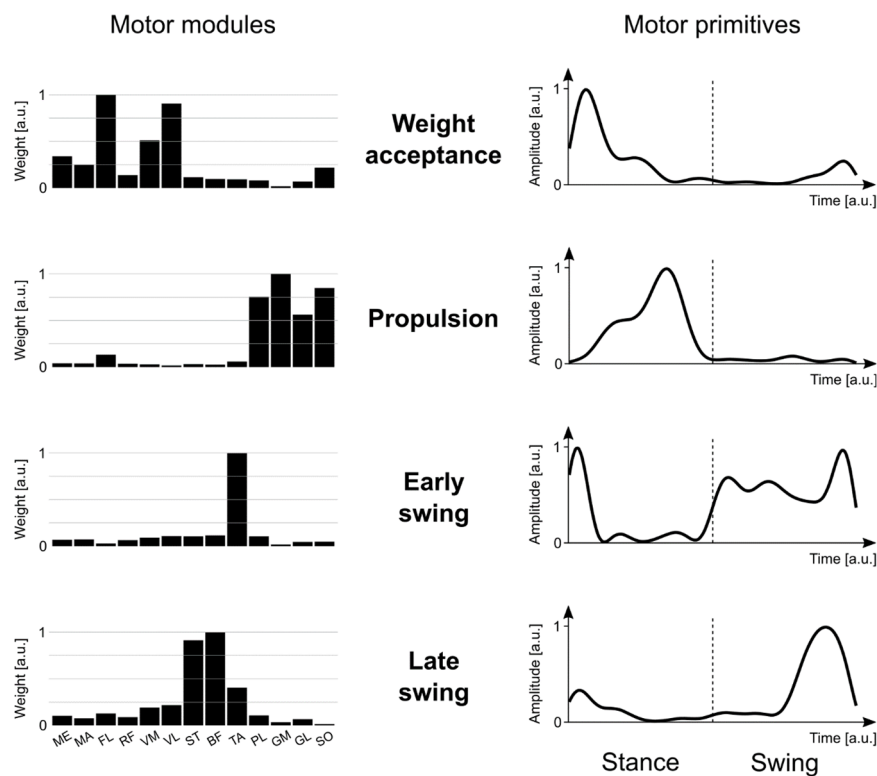 Motor modules
Motor primitives
Weight [a.u.]
1
0
Weight
acceptance
Amplitude [a.u.]
1
0
Time [a.u.]
Weight [a.u.]
1
0
Propulsion
Amplitude [a.u.]
1
0
Time [a.u.]
Weight [a.u.]
1
0
Early
swing
Amplitude [a.u.]
1
0
Time [a.u.]
Weight [a.u.]
1
0
ME MA FL RF VM VL ST BF TA PL GM GL SO
Late
swing
Amplitude [a.u.]
1
0
Time [a.u.]
Stance Swing